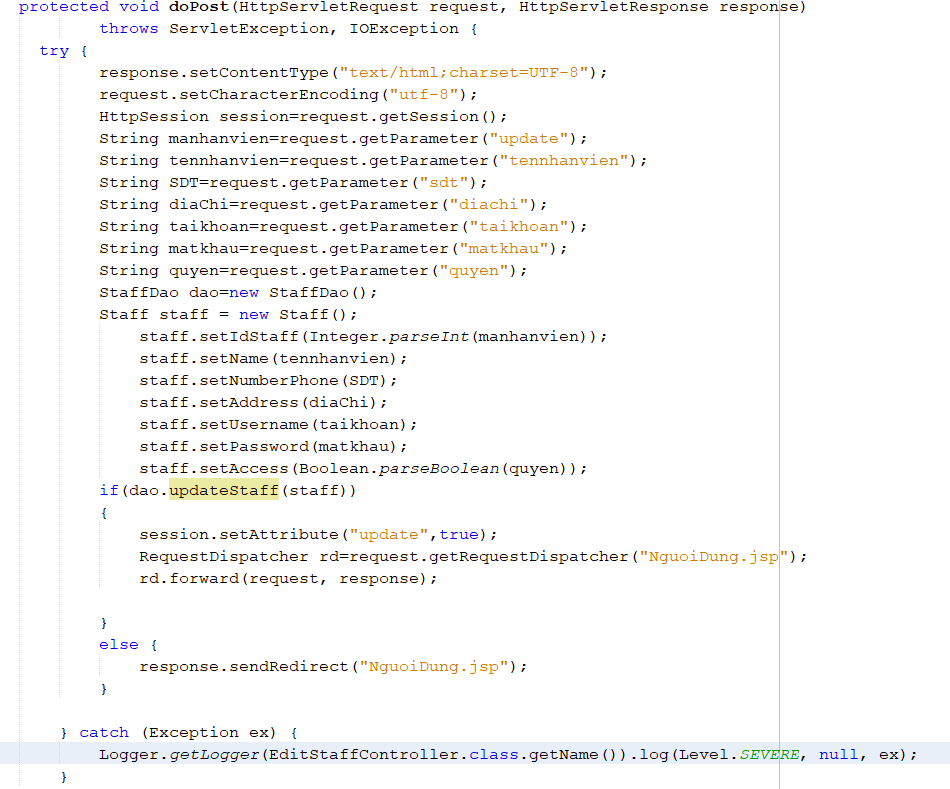 protected void doPost(HttpServletRequest request, HttpServletResponse response)
throws ServletException, IOException {
try {
response.setContentType("text/html;charset=UTF-8");
request.setCharacterEncoding("utf-8");
HttpSession session=request.getSession();
String manhanvien=request.getParameter("update");
String tennhanvien=request.getParameter("tennhanvien");
String SDT=request.getParameter("sdt");
String diaChi=request.getParameter("diachi");
String taikhoan=request.getParameter("taikhoan");
String matkhau=request.getParameter("matkhau");
String quyen=request.getParameter("quyen");
StaffDao dao=new StaffDao();
Staff staff = new Staff();
staff.setIdStaff(Integer.parseInt(manhanvien));
staff.setName(tennhanvien);
staff.setNumberPhone(SDT);
staff.setAddress(diaChi);
staff.setUsername(taikhoan);
staff.setPassword(matkhau);
staff.setAccess(Boolean.parseBoolean(quyen));
if(dao.updateStaff(staff))
{
session.setAttribute("update",true);
RequestDispatcher rd=request.getRequestDispatcher("NguoiDung.jsp");
rd.forward(request, response);
}
else {
response.sendRedirect("NguoiDung.jsp");
}
} catch (Exception ex) {
Logger.getLogger(EditStaffController.class.getName()).log(Level.SEVERE, null, ex);
}